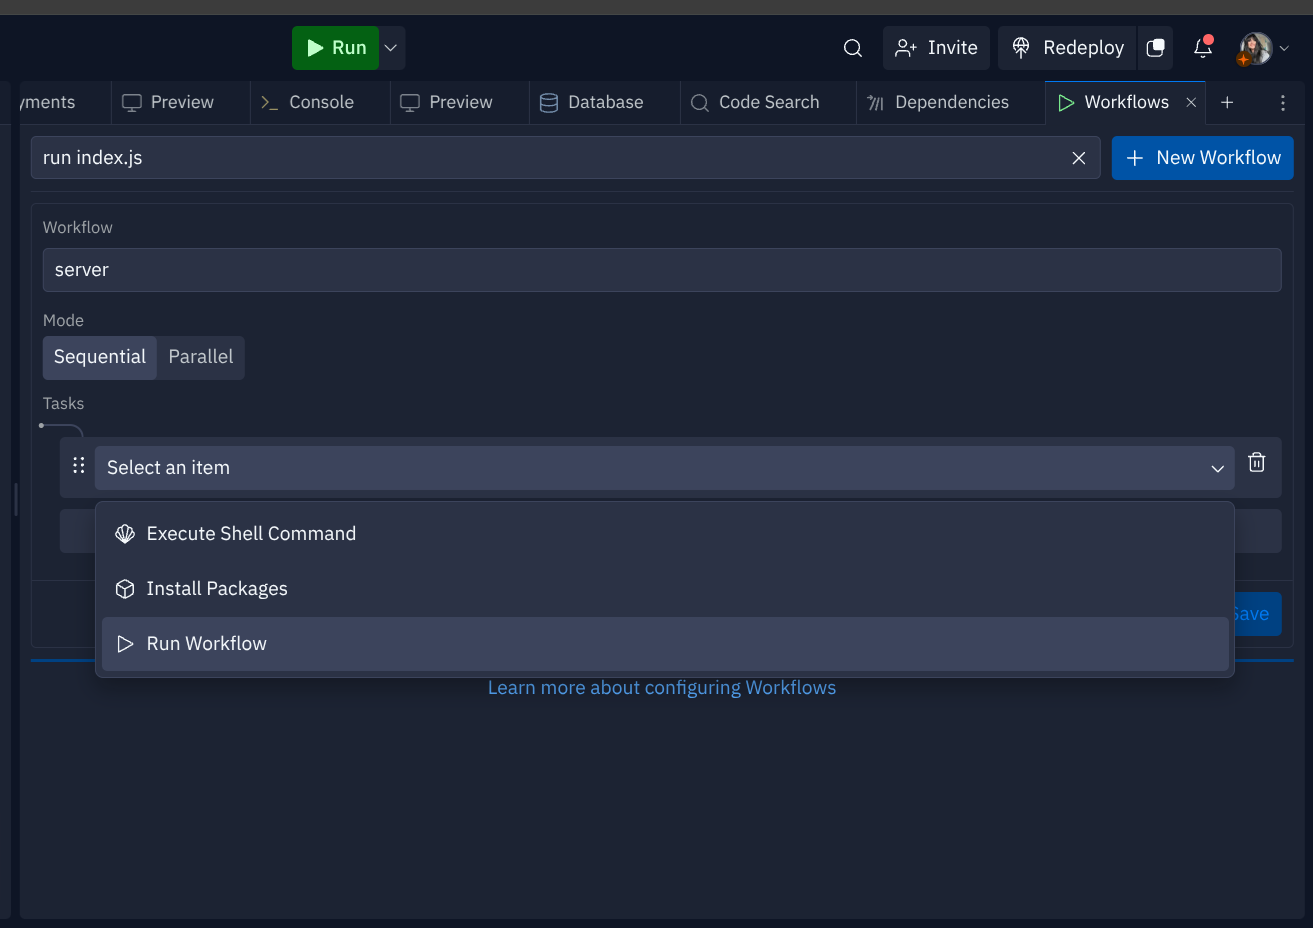 Run
Invite
Redeploy
yments
Preview
Console
Preview
Database
Code Search
Dependencies
Workflows
run index.js
New Workflow
Workflow
server
Mode
Sequential
Parallel
Tasks
Select an item
Execute Shell Command
Install Packages
Run Workflow
Save
Learn more about configuring Workflows